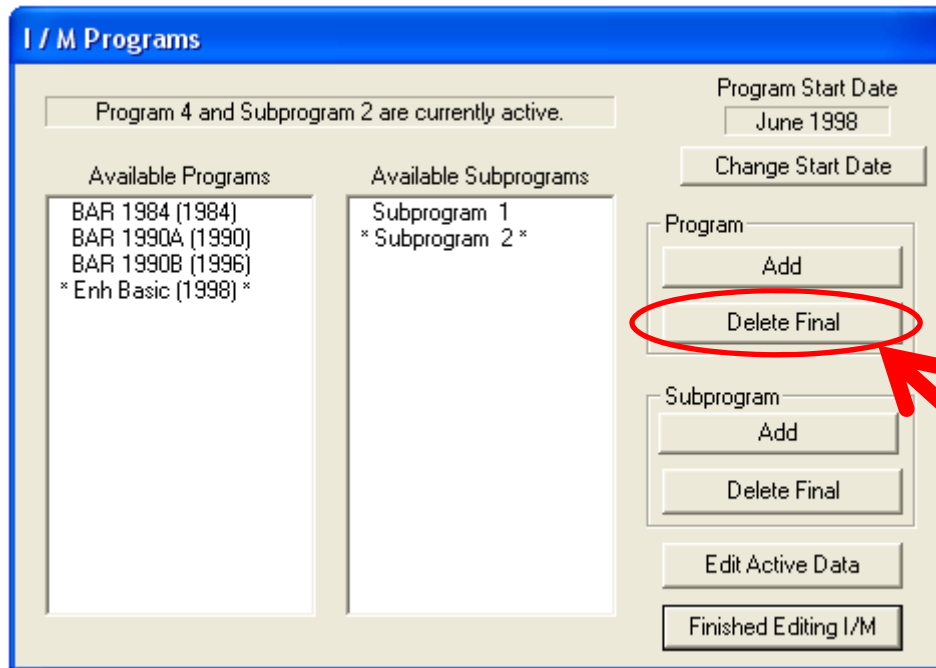 I / M Programs
Program 4 and Subprogram 2 are currently active.
Program Start Date
June 1998
Change Start Date
Available Programs
BAR 1984 (1984)
BAR 1990A (1990)
BAR 1990B (1996)
* Enh Basic (1998) *
Available Subprograms
Subprogram 1
* Subprogram 2 *
Program
Add
Delete Final
Subprogram
Add
Delete Final
Edit Active Data
Finished Editing I/M